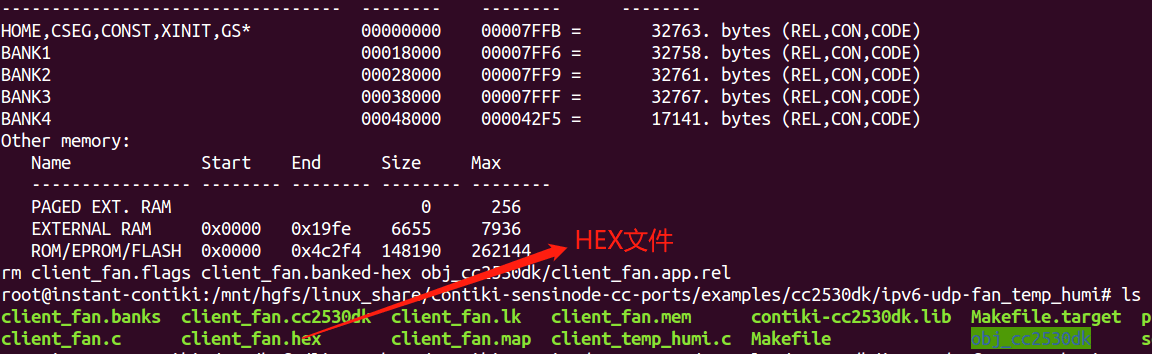 --------------------------------- -------- -------- --------
HOME,CSEG,CONST,XINIT,GS* 00000000 00007FFB = 32763. bytes (REL,CON,CODE)
BANK1 00018000 00007FF6 = 32758. bytes (REL,CON,CODE)
BANK2 00028000 00007FF9 = 32761. bytes (REL,CON,CODE)
BANK3 00038000 00007FFF = 32767. bytes (REL,CON,CODE)
BANK4 00048000 000042F5 = 17141. bytes (REL,CON,CODE)
Other memory:
Name Start End Size Max
---------------- -------- -------- -------- --------
PAGED EXT. RAM 0 256
EXTERNAL RAM 0x0000 0x19fe 6655 7936
HEX文件
ROM/EPROM/FLASH 0x0000 0x4c2f4 148190 262144
rm client_fan.flags client_fan.banked-hex obj_cc2530dk/client_fan.app.rel
root@instant-contiki:/mnt/hgfs/linux_share/contiki-sensinode-cc-ports/examples/cc2530dk/ipv6-udp-fan_temp_humi# ls
client_fan.banks client_fan.cc2530dk client_fan.lk client_fan.mem contiki-cc2530dk.lib Makefile.target p
client_fan.c client_fan.hex client_fan.map client_temp_humi.c Makefile obj_cc2530dk s